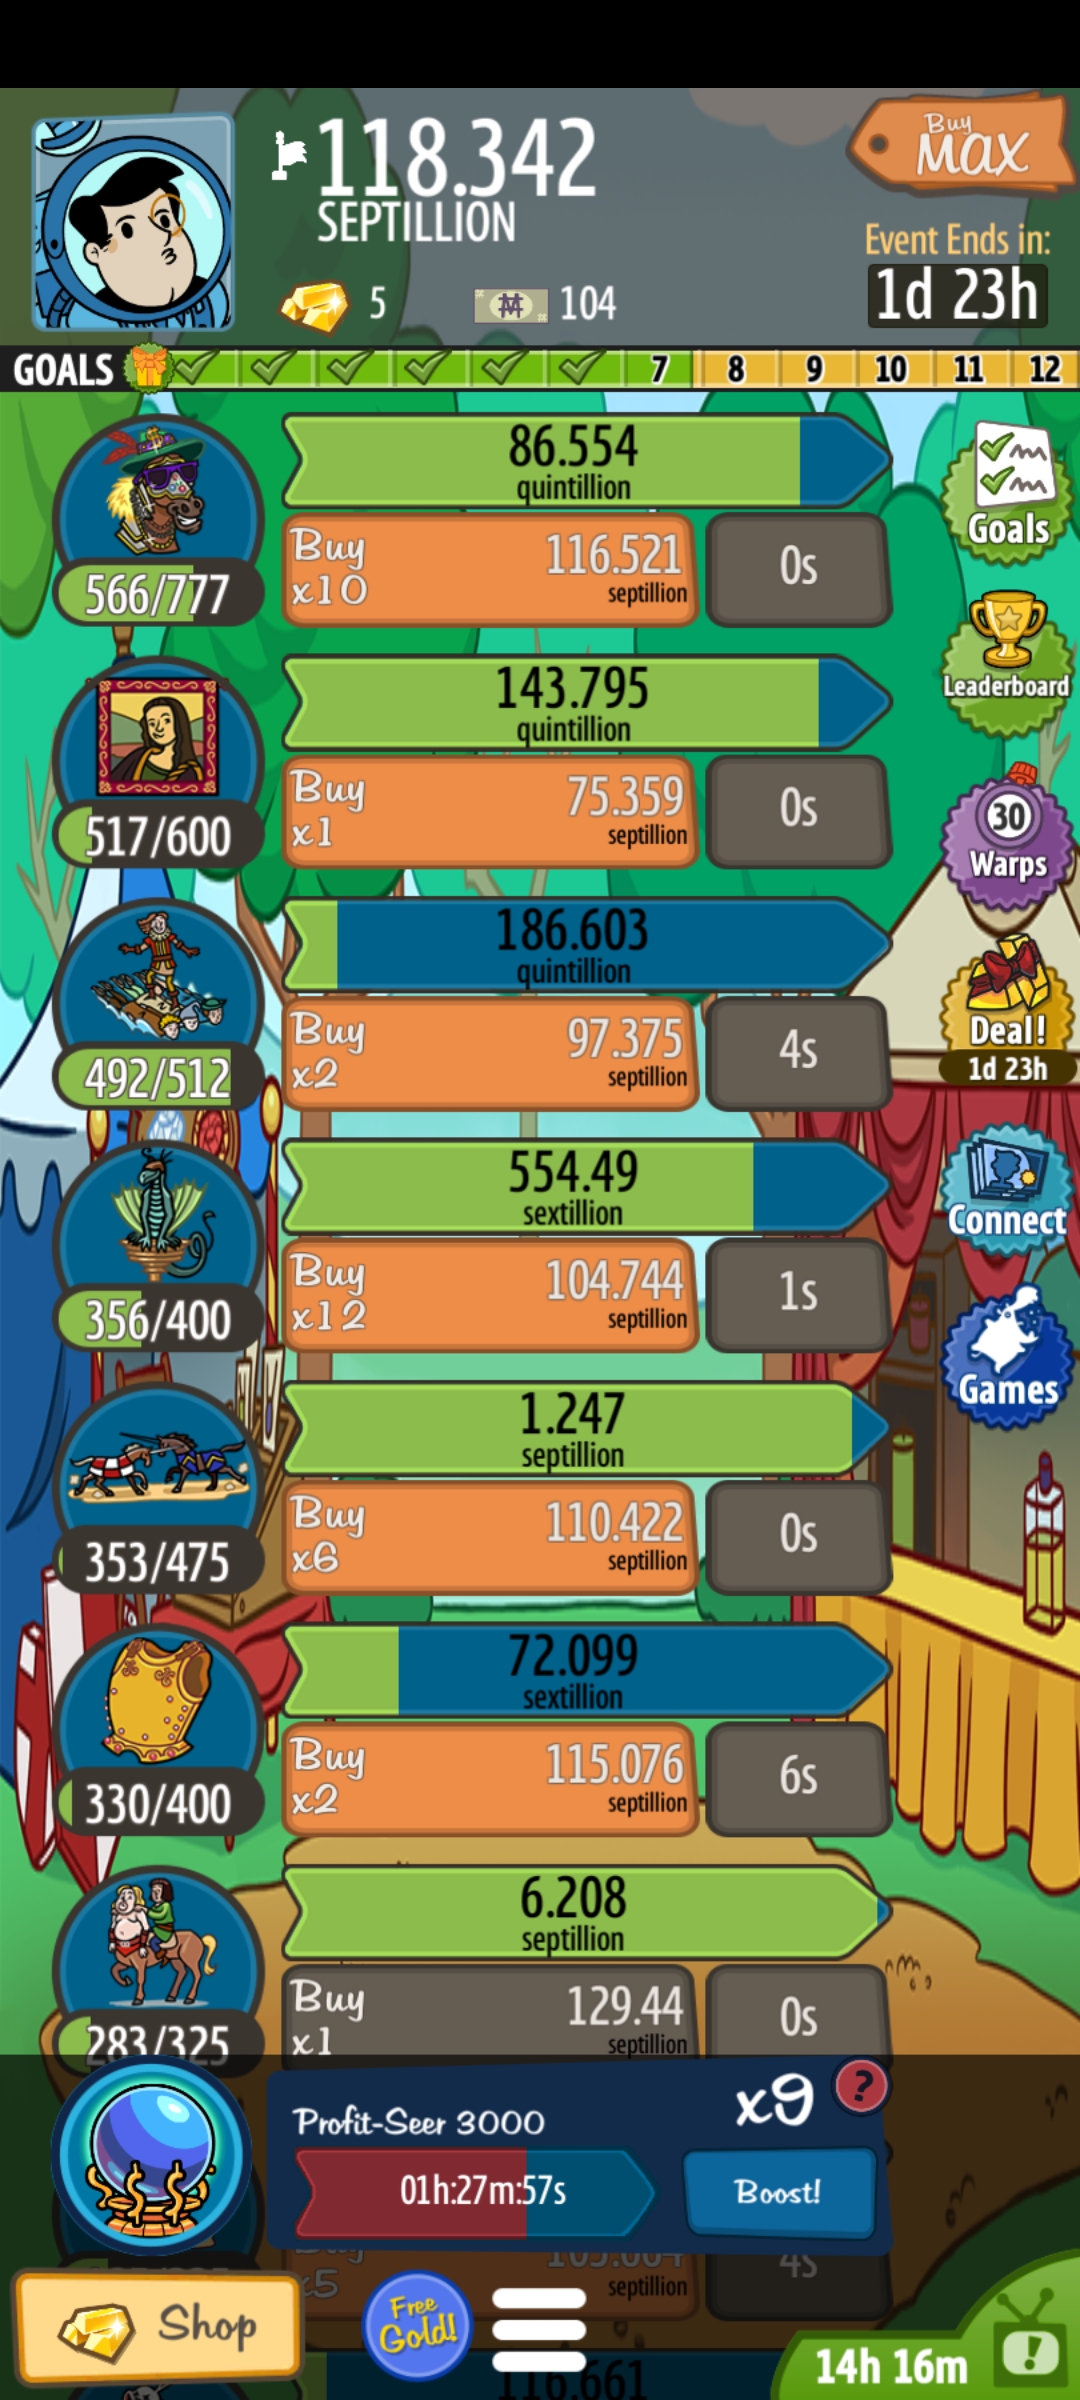 118.342
SEPTILLION
Buy
MAX
Event Ends in:
1d 23h
5
104
GOALS 7 8 9 10 11 12
86.554
quintillion
Goals
566/777
Buy
x10
116.521
septillion
0s
143.795
quintillion
Leaderboard
517/600
Buy
x1
75.359
septillion
0s
30
Warps
186.603
quintillion
492/512
Buy
x2
97.375
septillion
4s
Deal!
1d 23h
554.49
sextillion
Connect
356/400
Buy
x12
104.744
septillion
1s
Games
1.247
septillion
353/475
Buy
x6
110.422
septillion
0s
72.099
sextillion
330/400
Buy
x2
115.076
septillion
6s
6.208
septillion
283/325
Buy
x1
129.44
septillion
0s
Profit-Seer 3000
x9
?
01h:27m:57s
Boost!
Buy
x5
septillion
4s
Shop
Free
Gold!
14h 16m
!
116.661